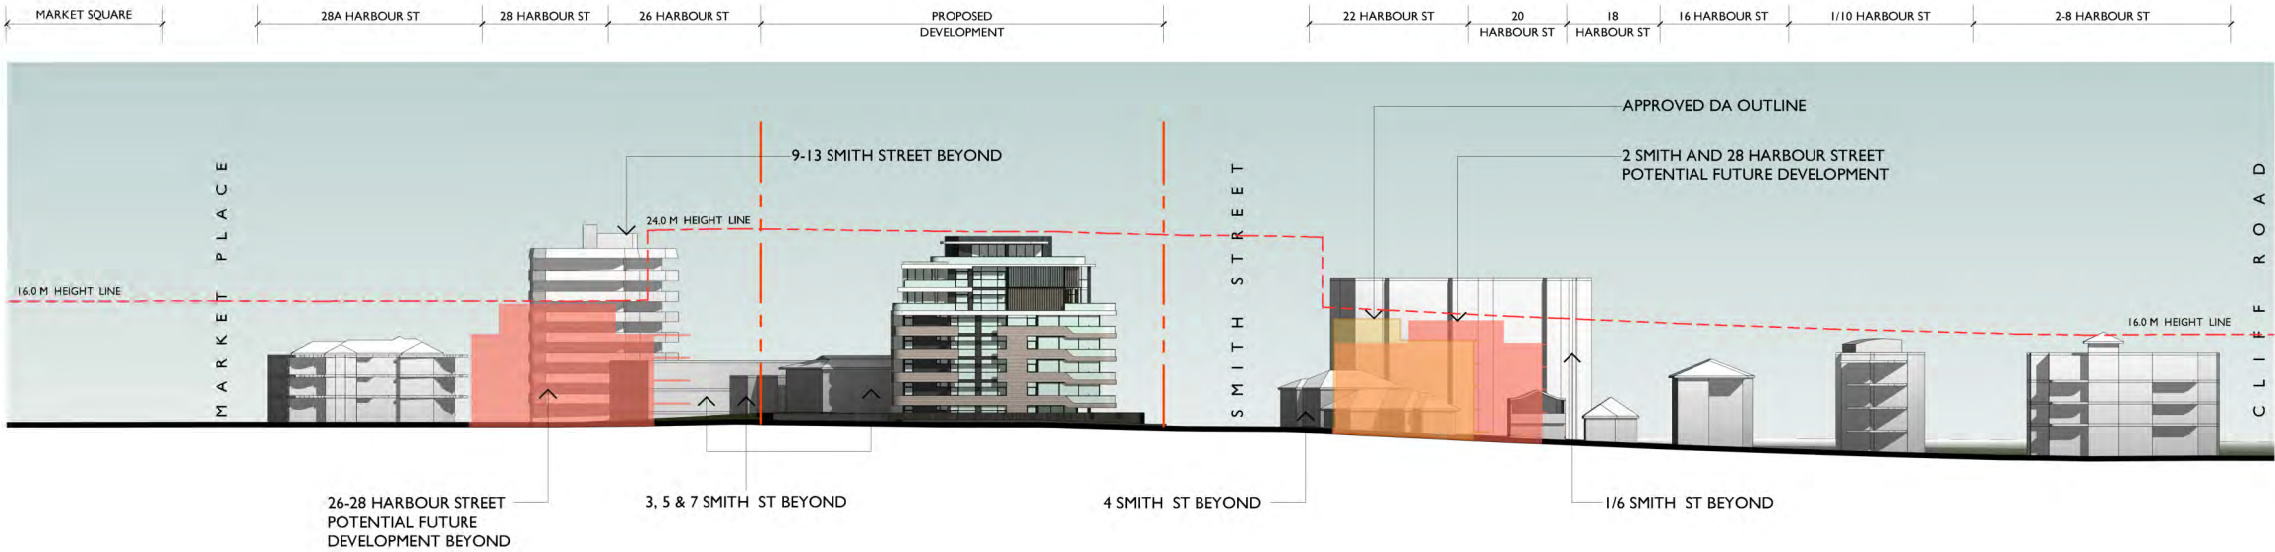 MARKET SQUARE
28A HARBOUR ST
28 HARBOUR ST
26 HARBOUR ST
PROPOSED
DEVELOPMENT
22 HARBOUR ST
20
HARBOUR ST
18
HARBOUR ST
16 HARBOUR ST
1/10 HARBOUR ST
2-8 HARBOUR ST
APPROVED DA OUTLINE
9-13 SMITH STREET BEYOND
2 SMITH AND 28 HARBOUR STREET
POTENTIAL FUTURE DEVELOPMENT
MARKET PLACE
SMITH STREET
CLIFF ROAD
24.0 M HEIGHT LINE
16.0 M HEIGHT LINE
16.0 M HEIGHT LINE
26-28 HARBOUR STREET
POTENTIAL FUTURE
DEVELOPMENT BEYOND
3, 5 & 7 SMITH ST BEYOND
4 SMITH ST BEYOND
1/6 SMITH ST BEYOND